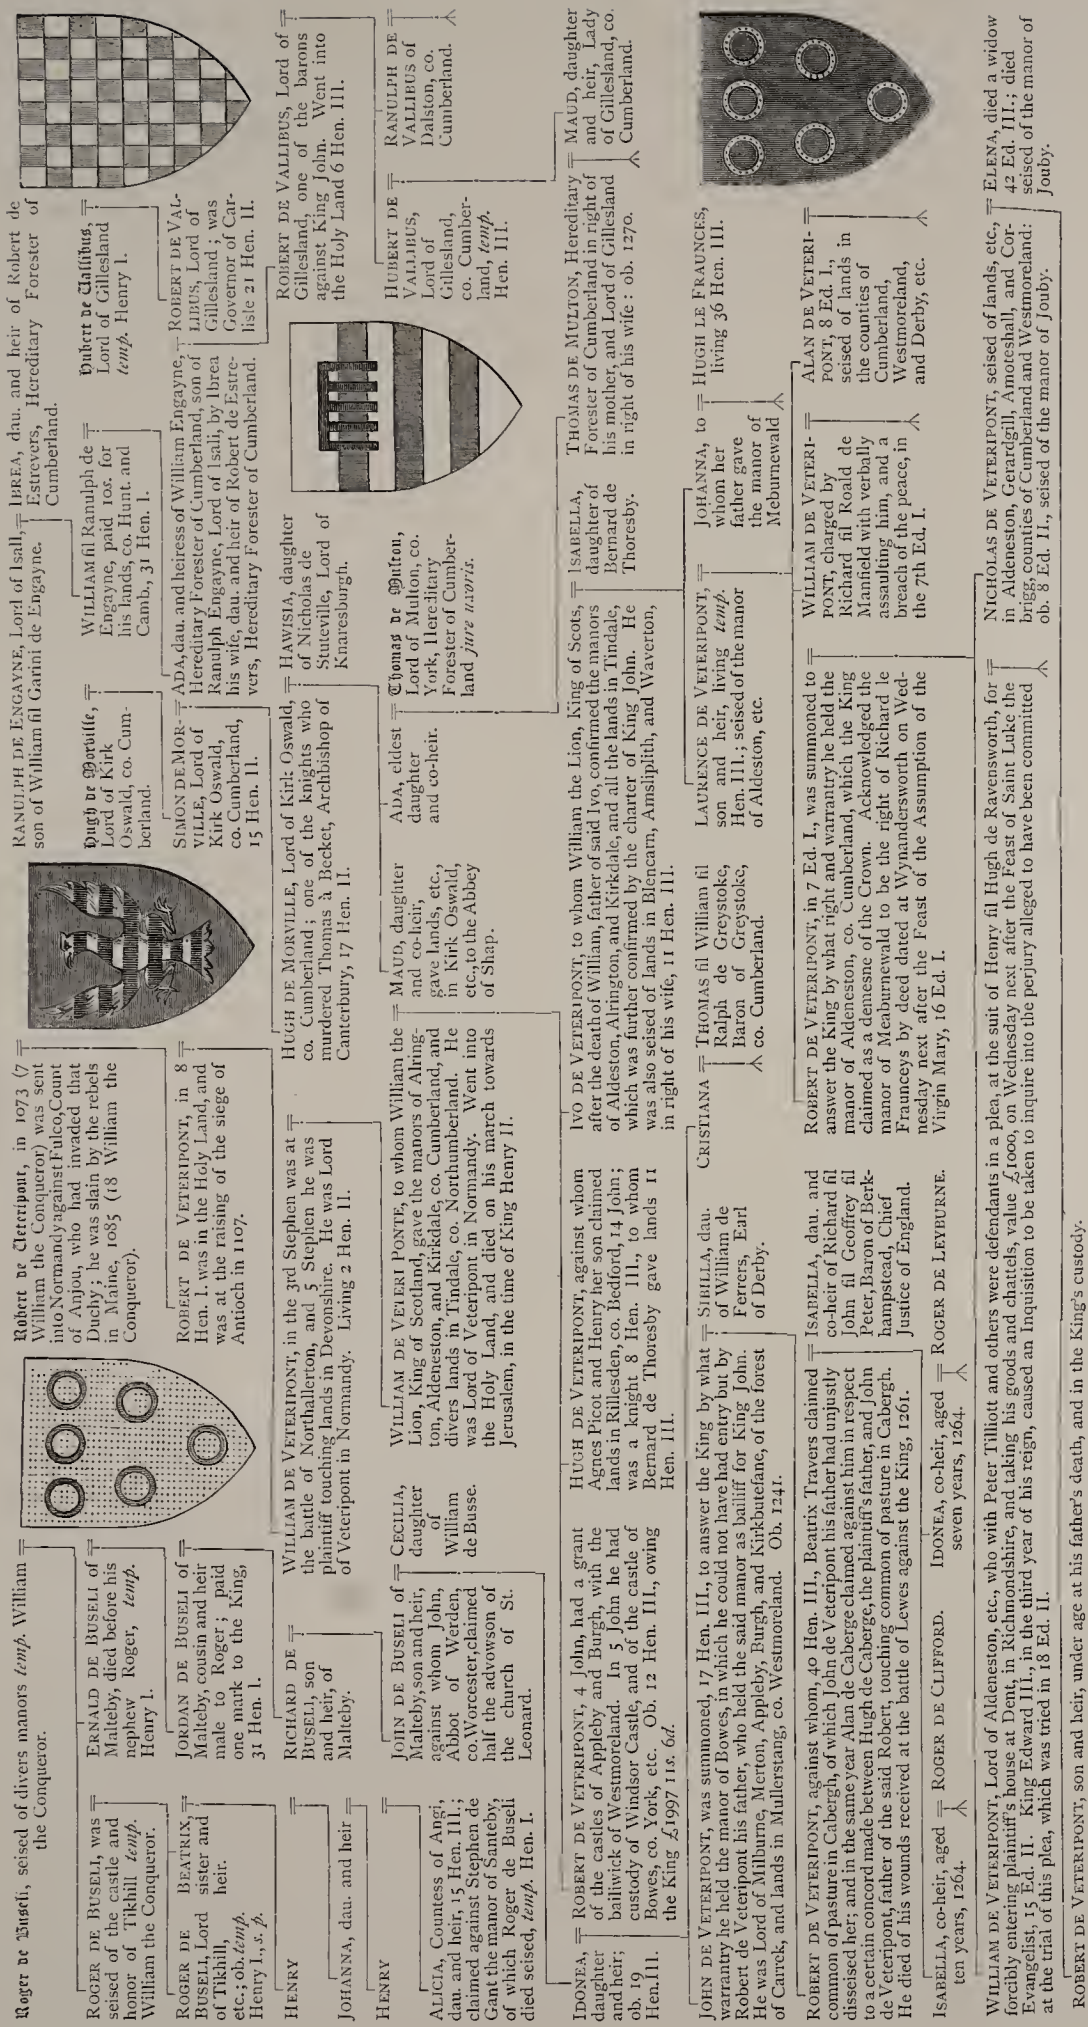 Roger de Buseli, seised of divers manors temp. William
the Conqueror.
ROGER DE BUSELI, was
seised of the castle and
honor of Tikhill temp.
William the Conqueror.
ERNALD DE BUSELI of
Malteby, died before his
nephew Roger, temp.
Henry I.
ROGER DE
BUSELI, Lord
of Tikhill,
etc.; ob. temp.
Henry I., s. p.
BEATRIX,
sister and
heir.
JORDAN DE BUSELI of
Malteby, cousin and heir
male to Roger; paid
one mark to the King,
31 Hen. I.
HENRY
RICHARD DE
BUSELI, son
and heir, of
Malteby.
JOHANNA, dau. and heir
HENRY
ALICIA, Countess of Angi,
dau. and heir, 15 Hen. III.;
claimed against Stephen de
Gant the manor of Santeby,
of which Roger de Buseli
died seised, temp. Hen. I.
JOHN DE BUSELI of
Malteby, son and heir,
against whom John,
Abbot of Werden,
co. Worcester, claimed
half the advowson of
the church of St.
Leonard.
CECILIA,
daughter
of
William
de Busse.
Robert de Veteripont, in 1073 (7
William the Conqueror) was sent
into Normandy against Fulco, Count
of Anjou, who had invaded that
Duchy; he was slain by the rebels
in Maine, 1085 (18 William the
Conqueror).
ROBERT DE VETERIPONT, in 8
Hen. I. was in the Holy Land, and
was at the raising of the siege of
Antioch in 1107.
WILLIAM DE VETERIPONT, in the 3rd Stephen was at
the battle of Northallerton, and 5 Stephen he was
plaintiff touching lands in Devonshire. He was Lord
of Veteripont in Normandy. Living 2 Hen. II.
WILLIAM DE VETERI PONTE, to whom William the
Lion, King of Scotland, gave the manors of Alring-
ton, Aldeneston, and Kirkdale, co. Cumberland, and
divers lands in Tindale, co. Northumberland. He
was Lord of Veteripont in Normandy. Went into
the Holy Land, and died on his march towards
Jerusalem, in the time of King Henry II.
MAUD, daughter
and co-heir,
gave lands, etc.,
in Kirk Oswald,
etc., to the Abbey
of Shap.
RANULPH DE ENGAYNE, Lord of Isall,
son of William fil Garini de Engayne.
IBREA, dau. and heir of Robert de
Estrevers, Hereditary Forester of
Cumberland.
Hugh de Morville,
Lord of Kirk
Oswald, co. Cum-
berland.
WILLIAM fil Ranulph de
Engayne, paid 10s. for
his lands, co. Hunt. and
Camb., 31 Hen. I.
Hubert de Vallibus,
Lord of Gillesland
temp. Henry I.
SIMON DE MOR-
VILLE, Lord of
Kirk Oswald,
co. Cumberland,
15 Hen. II.
ADA, dau. and heiress of William Engayne,
Hereditary Forester of Cumberland, son of
Ranulph Engayne, Lord of Isall, by Ibrea
his wife, dau. and heir of Robert de Estre-
vers, Hereditary Forester of Cumberland.
ROBERT DE VAL-
LIBUS, Lord of
Gillesland; was
Governor of Car-
lisle 21 Hen. II.
HUGH DE MORVILLE, Lord of Kirk Oswald,
co. Cumberland; one of the knights who
murdered Thomas à Becket, Archbishop of
Canterbury, 17 Hen. II.
HAWISIA, daughter
of Nicholas de
Stuteville, Lord of
Knaresburgh.
ROBERT DE VALLIBUS, Lord of
Gillesland, one of the barons
against King John. Went into
the Holy Land 6 Hen. III.
ADA, eldest
daughter
and co-heir.
Thomas de Multon,
Lord of Multon, co.
York, Hereditary
Forester of Cumber-
land jure uxoris.
HUBERT DE
VALLIBUS,
Lord of
Gillesland,
co. Cumber-
land, temp.
Hen. III.
RANULPH DE
VALLIBUS of
Dalston, co.
Cumberland.
IDONEA,
daughter
and heir;
ob. 19
Hen. III.
ROBERT DE VETERIPONT, 4 John, had a grant
of the castles of Appleby and Burgh, with the
bailiwick of Westmoreland. In 5 John he had
custody of Windsor Castle, and of the castle of
Bowes, co. York, etc. Ob. 12 Hen. III., owing
the King £1997 11s. 6d.
HUGH DE VETERIPONT, against whom
Agnes Picot and Henry her son claimed
lands in Rillesden, co. Bedford, 14 John;
was a knight 8 Hen. III., to whom
Bernard de Thoresby gave lands 11
Hen. III.
IVO DE VETERIPONT, to whom William the Lion, King of Scots,
after the death of William, father of said Ivo, confirmed the manors
of Aldeston, Alrington, and Kirkdale, and all the lands in Tindale,
which was further confirmed by the charter of King John. He
was also seised of lands in Blencarn, Amsliplith, and Waverton,
in right of his wife, 11 Hen. III.
ISABELLA,
daughter of
Bernard de
Thoresby.
THOMAS DE MULTON, Hereditary
Forester of Cumberland in right of
his mother, and Lord of Gillesland
in right of his wife: ob. 1270.
MAUD, daughter
and heir, Lady
of Gillesland, co.
Cumberland.
JOHN DE VETERIPONT, was summoned, 17 Hen. III., to answer the King by what
warrantry he held the manor of Bowes, in which he could not have had entry but by
Robert de Veteripont his father, who held the said manor as bailiff for King John.
He was Lord of Milburne, Merton, Appleby, Burgh, and Kirkbutefane, of the forest
of Carrck, and lands in Mullerstang, co. Westmoreland. Ob. 1241.
SIBILLA, dau.
of William de
Ferrers, Earl
of Derby.
CRISTIANA
THOMAS fil William fil
Ralph de Greystoke,
Baron of Greystoke,
co. Cumberland.
LAURENCE DE VETERIPONT,
son and heir, living temp.
Hen. III.; seised of the manor
of Aldeston, etc.
JOHANNA, to
whom her
father gave
the manor of
Meburnewald
HUGH LE FRAUNCES,
living 36 Hen. III.
ROBERT DE VETERIPONT, against whom, 40 Hen. III., Beatrix Travers claimed
common of pasture in Cabergh, of which John de Veteripont his father had unjustly
disseised her; and in the same year Alan de Caberge claimed against him in respect
to a certain concord made between Hugh de Caberge, the plaintiff's father, and John
de Veteripont, father of the said Robert, touching common of pasture in Cabergh.
He died of his wounds received at the battle of Lewes against the King, 1261.
ISABELLA, dau. and
co-heir of Richard fil
John fil Geoffrey fil
Peter, Baron of Berk-
hampstead, Chief
Justice of England.
ROBERT DE VETERIPONT, in 7 Ed. I., was summoned to
answer the King by what right and warrantry he held the
manor of Aldeneston, co. Cumberland, which the King
claimed as a demesne of the Crown. Acknowledged the
manor of Meaburnewald to be the right of Richard le
Frauncey by deed dated at Wynandersworth on Wed-
nesday next after the Feast of the Assumption of the
Virgin Mary, 16 Ed. I.
WILLIAM DE VETERI-
PONT, charged by
Richard fil Roald de
Manfield with verbally
assaulting him, and a
breach of the peace, in
the 7th Ed. I.
ALAN DE VETERI-
PONT, 8 Ed. I.,
seised of lands in
the counties of
Cumberland,
Westmoreland,
and Derby, etc.
ISABELLA, co-heir, aged
ten years, 1264.
ROGER DE CLIFFORD.
IDONEA, co-heir, aged
seven years, 1264.
ROGER DE LEYBURNE.
WILLIAM DE VETERIPONT, Lord of Aldeneston, etc., who with Peter Tilliott and others were defendants in a plea, at the suit of Henry fil Hugh de Ravensworth, for
forcibly entering plaintiff's house at Dent, in Richmondshire, and taking his goods and chattels, value £1000, on Wednesday next after the Feast of Saint Luke the
Evangelist, 15 Ed. II. King Edward III., in the third year of his reign, caused an Inquisition to be taken to inquire into the perjury alleged to have been committed
at the trial of this plea, which was tried in 18 Ed. II.
NICHOLAS DE VETERIPONT, seised of lands, etc.,
in Aldeneston, Gerardgill, Amoteshall, and Cor-
brigg, counties of Cumberland and Westmoreland:
ob. 8 Ed. II., seised of the manor of Jouby.
ELENA, died a widow
42 Ed. III.; died
seised of the manor of
Jouby.
ROBERT DE VETERIPONT, son and heir, under age at his father's death, and in the King's custody.